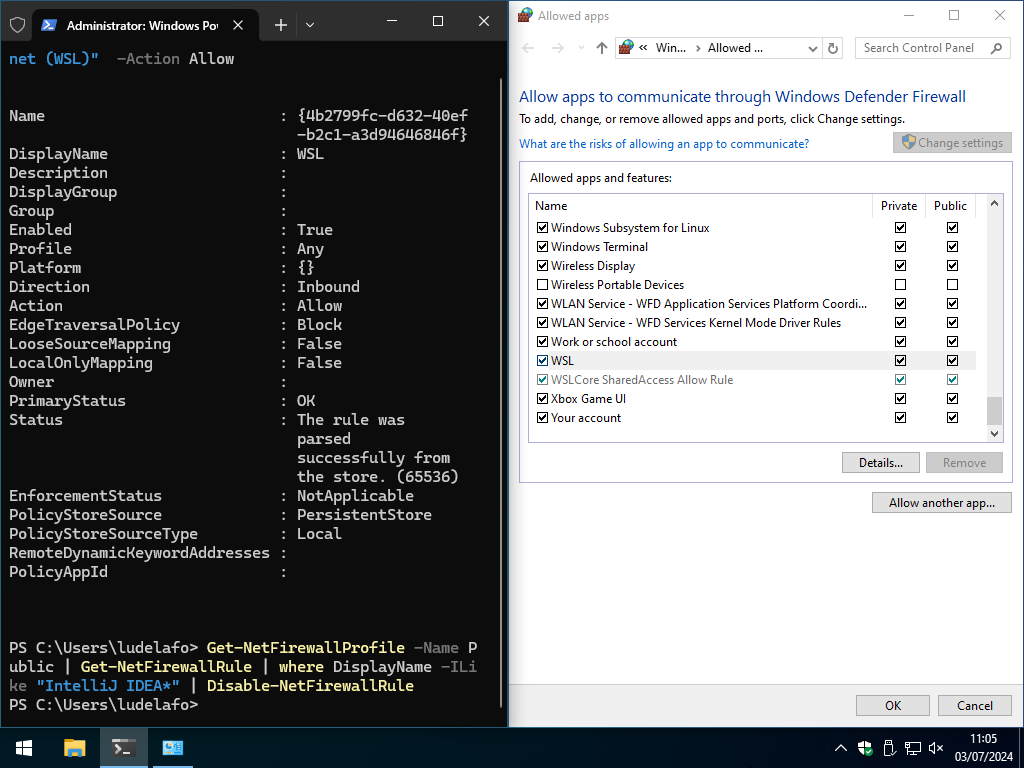 Administrator: Windows Po
net (WSL)"  -Action Allow
Name : {4b2799fc-d632-40ef
-b2c1-a3d94646846f}
DisplayName : WSL
Description :
DisplayGroup :
Group :
Enabled : True
Profile : Any
Platform : {}
Direction : Inbound
Action : Allow
EdgeTraversalPolicy : Block
LooseSourceMapping : False
LocalOnlyMapping : False
Owner :
PrimaryStatus : OK
Status : The rule was
parsed
successfully from
the store. (65536)
EnforcementStatus : NotApplicable
PolicyStoreSource : PersistentStore
PolicyStoreSourceType : Local
RemoteDynamicKeywordAddresses :
PolicyAppId :
PS C:\Users\ludelafo> Get-NetFirewallProfile -Name P
ublic | Get-NetFirewallRule | where DisplayName -ILi
ke "IntelliJ IDEA*" | Disable-NetFirewallRule
PS C:\Users\ludelafo>
Allowed apps
« Win... › Allowed ...
Search Control Panel
Allow apps to communicate through Windows Defender Firewall
To add, change, or remove allowed apps and ports, click Change settings.
What are the risks of allowing an app to communicate?
Change settings
Allowed apps and features:
Name Private Public
Windows Subsystem for Linux
Windows Terminal
Wireless Display
Wireless Portable Devices
WLAN Service - WFD Application Services Platform Coordi...
WLAN Service - WFD Services Kernel Mode Driver Rules
Work or school account
WSL
WSLCore SharedAccess Allow Rule
Xbox Game UI
Your account
Details...
Remove
Allow another app...
OK
Cancel
11:05
03/07/2024